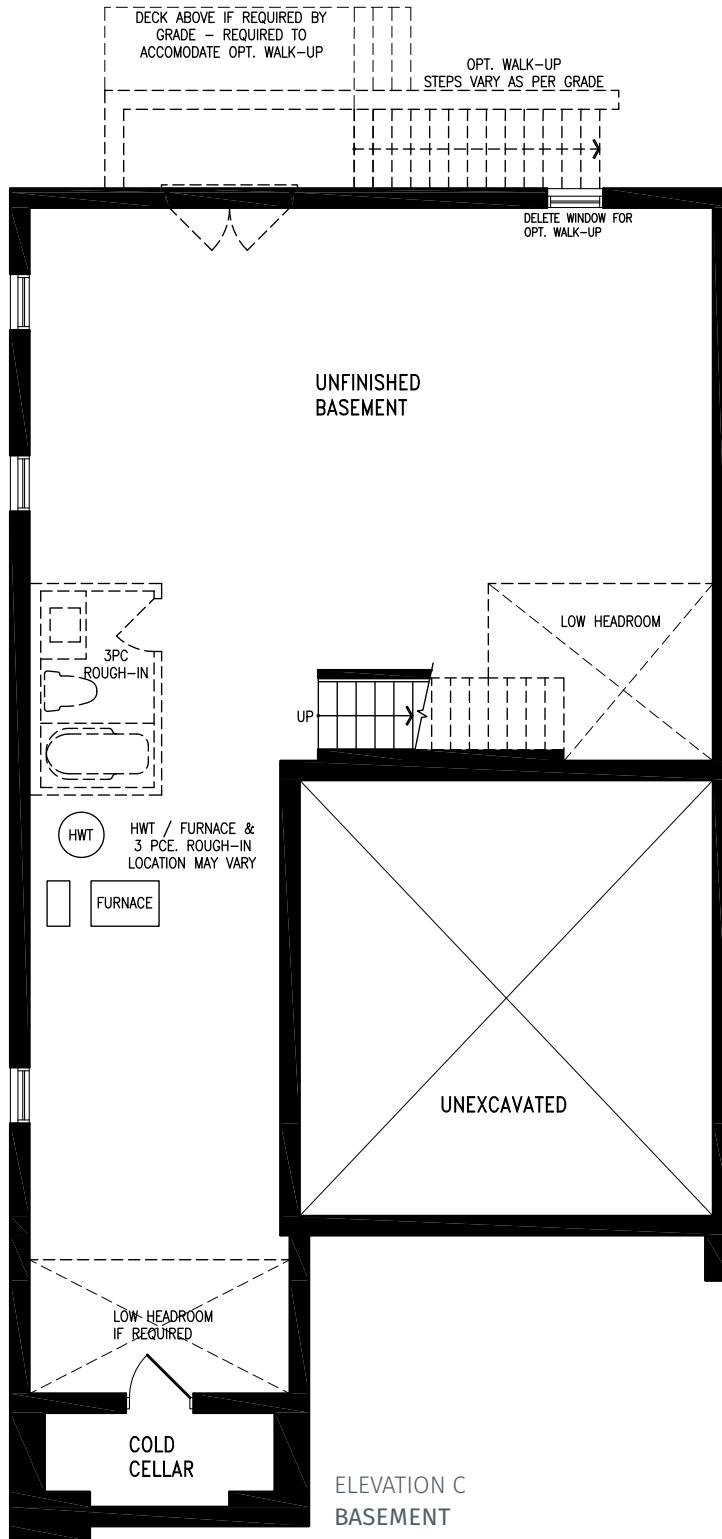 DECK ABOVE IF REQUIRED BY
GRADE – REQUIRED TO
ACCOMODATE OPT. WALK–UP
OPT. WALK–UP
STEPS VARY AS PER GRADE
DELETE WINDOW FOR
OPT. WALK–UP
UNFINISHED
BASEMENT
LOW HEADROOM
3PC
ROUGH–IN
UP
HWT
HWT / FURNACE &
3 PCE. ROUGH–IN
LOCATION MAY VARY
FURNACE
UNEXCAVATED
LOW HEADROOM
IF REQUIRED
COLD
CELLAR
ELEVATION C
BASEMENT